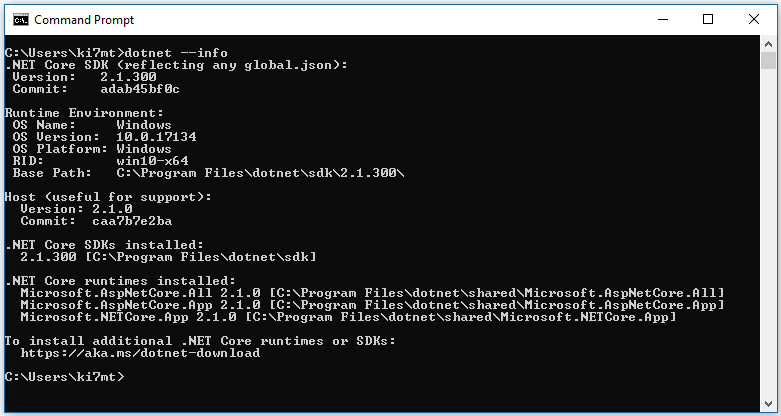 Command Prompt
C:\Users\ki7mt>dotnet --info
.NET Core SDK (reflecting any global.json):
 Version:   2.1.300
 Commit:    adab45bf0c

Runtime Environment:
 OS Name:     Windows
 OS Version:  10.0.17134
 OS Platform: Windows
 RID:         win10-x64
 Base Path:   C:\Program Files\dotnet\sdk\2.1.300\

Host (useful for support):
  Version: 2.1.0
  Commit:  caa7b7e2ba

.NET Core SDKs installed:
  2.1.300 [C:\Program Files\dotnet\sdk]

.NET Core runtimes installed:
  Microsoft.AspNetCore.All 2.1.0 [C:\Program Files\dotnet\shared\Microsoft.AspNetCore.All]
  Microsoft.AspNetCore.App 2.1.0 [C:\Program Files\dotnet\shared\Microsoft.AspNetCore.App]
  Microsoft.NETCore.App 2.1.0 [C:\Program Files\dotnet\shared\Microsoft.NETCore.App]

To install additional .NET Core runtimes or SDKs:
  https://aka.ms/dotnet-download

C:\Users\ki7mt>